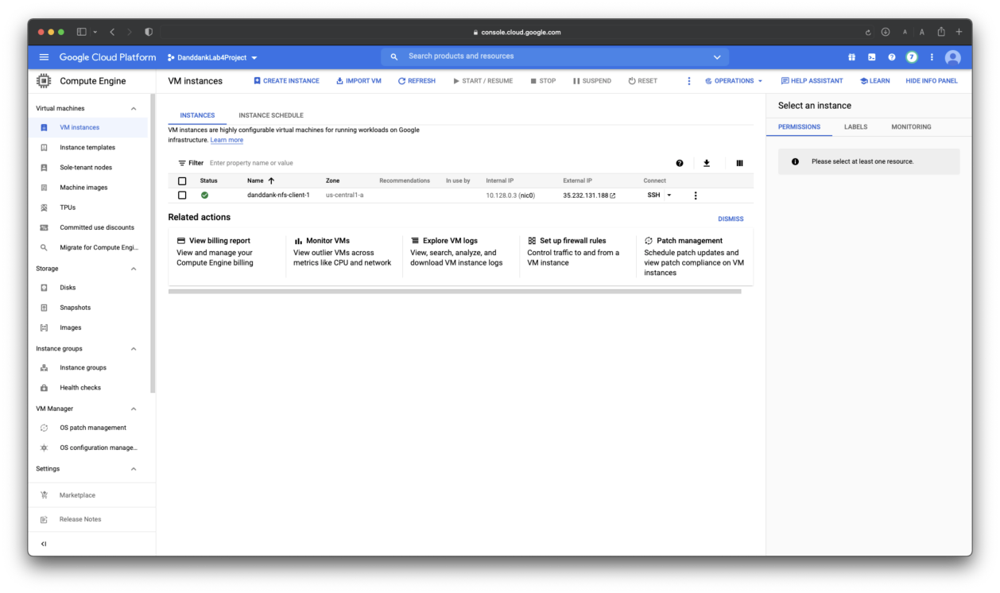 console.cloud.google.com
A A
Google Cloud Platform
DanddankLab4Project
Search products and resources
7
Compute Engine
VM instances
CREATE INSTANCE
IMPORT VM
REFRESH
START / RESUME
STOP
SUSPEND
RESET
OPERATIONS
HELP ASSISTANT
LEARN
HIDE INFO PANEL
Virtual machines
VM instances
Instance templates
Sole-tenant nodes
Machine images
TPUs
Committed use discounts
Migrate for Compute Engi...
Storage
Disks
Snapshots
Images
Instance groups
Instance groups
Health checks
VM Manager
OS patch management
OS configuration manage...
Settings
Marketplace
Release Notes
INSTANCES
INSTANCE SCHEDULE
VM instances are highly configurable virtual machines for running workloads on Google
infrastructure. Learn more
Filter Enter property name or value
Status Name Zone Recommendations In use by Internal IP External IP Connect
danddank-nfs-client-1 us-central1-a 10.128.0.3 (nic0) 35.232.131.188 SSH
Related actions
DISMISS
View billing report
View and manage your
Compute Engine billing
Monitor VMs
View outlier VMs across
metrics like CPU and network
Explore VM logs
View, search, analyze, and
download VM instance logs
Set up firewall rules
Control traffic to and from a
VM instance
Patch management
Schedule patch updates and
view patch compliance on VM
instances
Select an instance
PERMISSIONS
LABELS
MONITORING
Please select at least one resource.